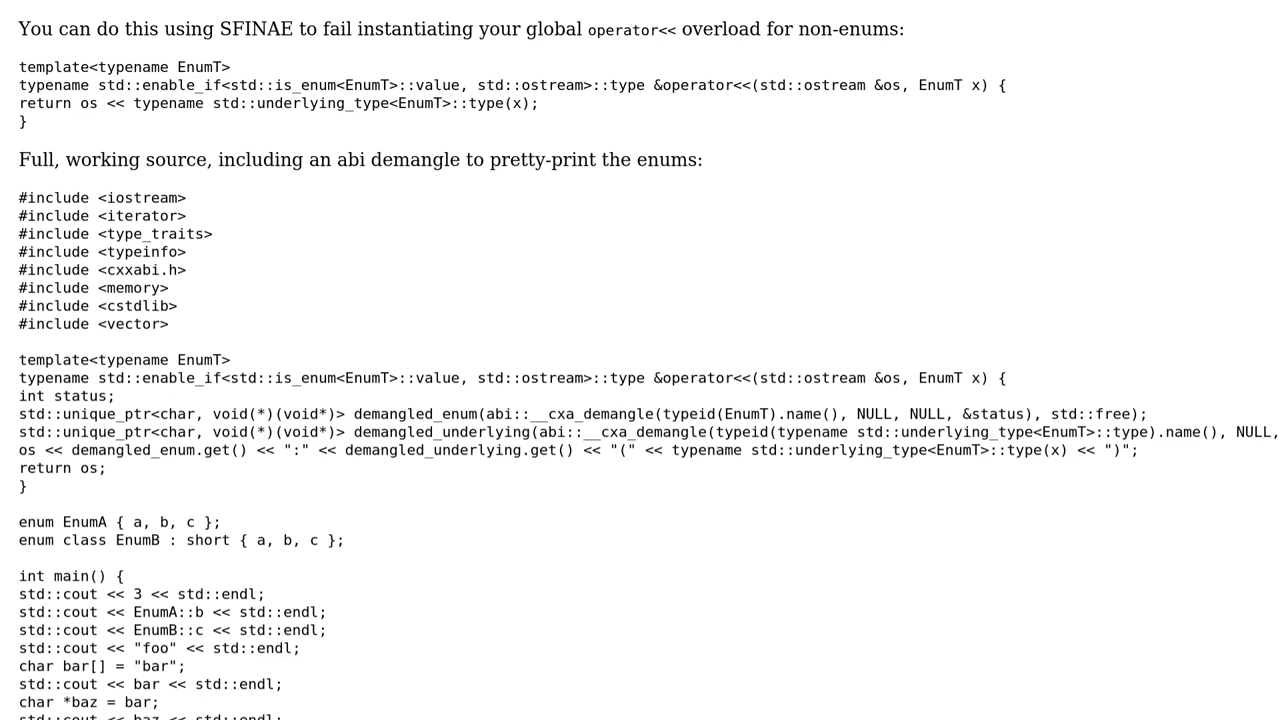 You can do this using SFINAE to fail instantiating your global operator<< overload for non-enums:
template<typename EnumT>
typename std::enable_if<std::is_enum<EnumT>::value, std::ostream>::type &operator<<(std::ostream &os, EnumT x) {
return os << typename std::underlying_type<EnumT>::type(x);
}
Full, working source, including an abi demangle to pretty-print the enums:
#include <iostream>
#include <iterator>
#include <type_traits>
#include <typeinfo>
#include <cxxabi.h>
#include <memory>
#include <cstdlib>
#include <vector>
template<typename EnumT>
typename std::enable_if<std::is_enum<EnumT>::value, std::ostream>::type &operator<<(std::ostream &os, EnumT x) {
int status;
std::unique_ptr<char, void(*)(void*)> demangled_enum(abi::__cxa_demangle(typeid(EnumT).name(), NULL, NULL, &status), std::free);
std::unique_ptr<char, void(*)(void*)> demangled_underlying(abi::__cxa_demangle(typeid(typename std::underlying_type<EnumT>::type).name(), NULL,
os << demangled_enum.get() << ":" << demangled_underlying.get() << "(" << typename std::underlying_type<EnumT>::type(x) << ")";
return os;
}
enum EnumA { a, b, c };
enum class EnumB : short { a, b, c };
int main() {
std::cout << 3 << std::endl;
std::cout << EnumA::b << std::endl;
std::cout << EnumB::c << std::endl;
std::cout << "foo" << std::endl;
char bar[] = "bar";
std::cout << bar << std::endl;
char *baz = bar;
std::cout << baz << std::endl;